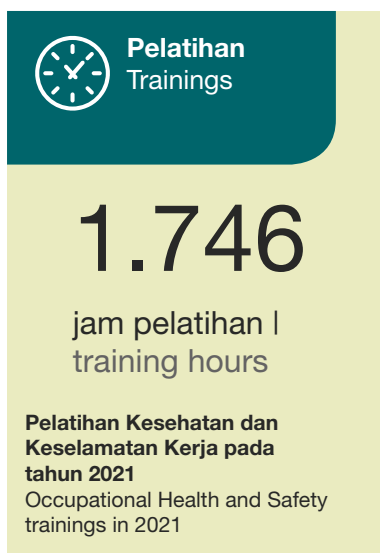 Pelatihan
Trainings
1.746
jam pelatihan |
training hours
Pelatihan Kesehatan dan
Keselamatan Kerja pada
tahun 2021
Occupational Health and Safety
trainings in 2021